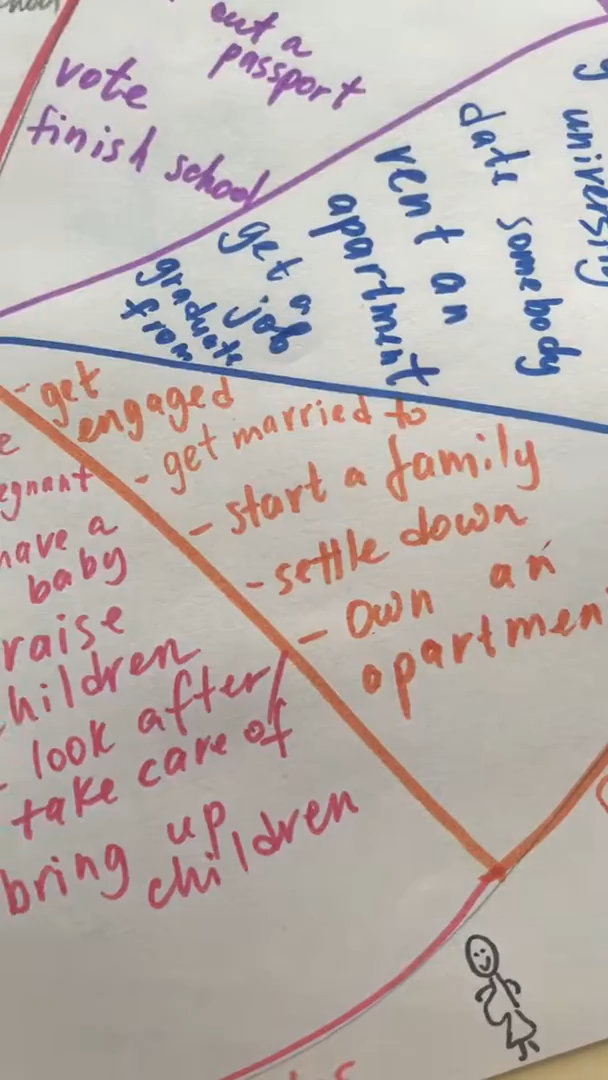 out a
passport
vote
finish school
university
date somebody
rent an
apartment
get a
job
graduate
from
- get
engaged
- get married to
- start a family
- settle down
- own an
apartment
have a
baby
raise
children
- look after/
take care of
bring up
children